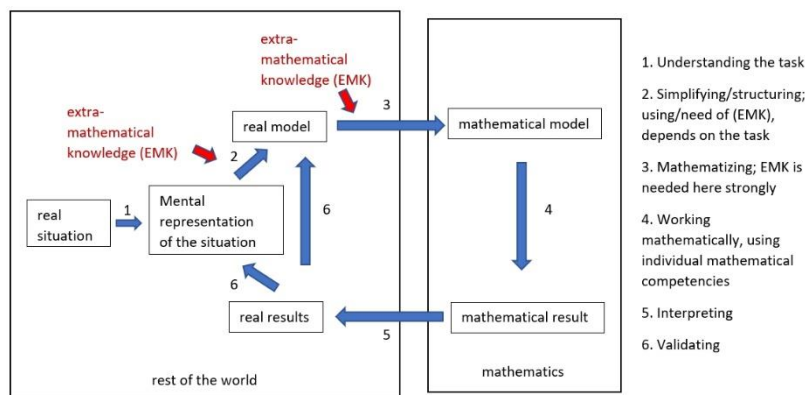 extra-
mathematical
knowledge (EMK)
extra-
mathematical
knowledge (EMK)
3
real model
mathematical model
2
real
situation
1
Mental
representation
of the situation
6
4
6
real results
5
mathematical result
rest of the world
mathematics
1. Understanding the task
2. Simplifying/structuring;
using/need of (EMK),
depends on the task
3. Mathematizing; EMK is
needed here strongly
4. Working
mathematically, using
individual mathematical
competencies
5. Interpreting
6. Validating